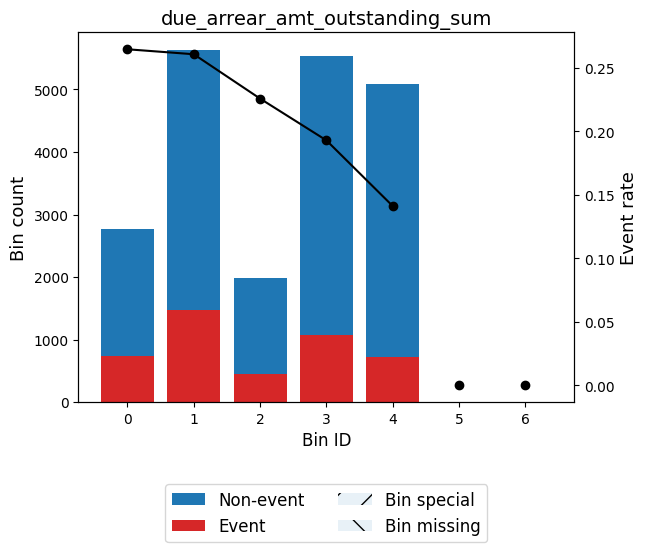 due_arrear_amt_outstanding_sum
Bin count
5000
4000
3000
2000
1000
0
0.25
0.20
0.15
0.10
0.05
0.00
Event rate
0 1 2 3 4 5 6
Bin ID
Non-event
Event
Bin special
Bin missing